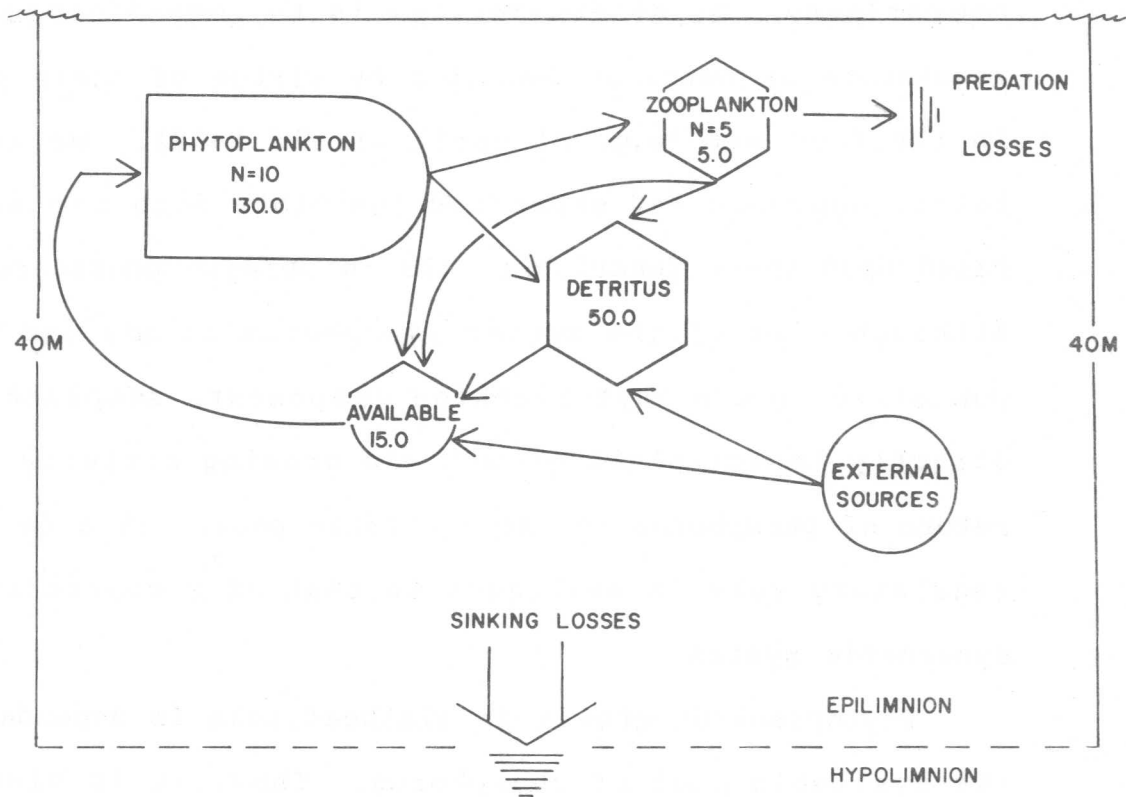 PREDATION
LOSSES
ZOOPLANKTON
N=5
5.0
PHYTOPLANKTON
N=10
130.0
DETRITUS
50.0
40M
40M
AVAILABLE
15.0
EXTERNAL
SOURCES
SINKING LOSSES
EPILIMNION
HYPOLIMNION